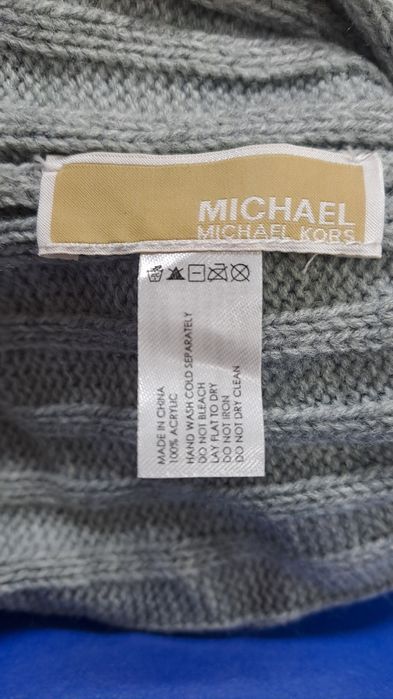 MICHAEL
MICHAEL KORS
MADE IN CHINA
100% ACRYLIC
HAND WASH COLD SEPARATELY
DO NOT BLEACH
LAY FLAT TO DRY
DO NOT IRON
DO NOT DRY CLEAN